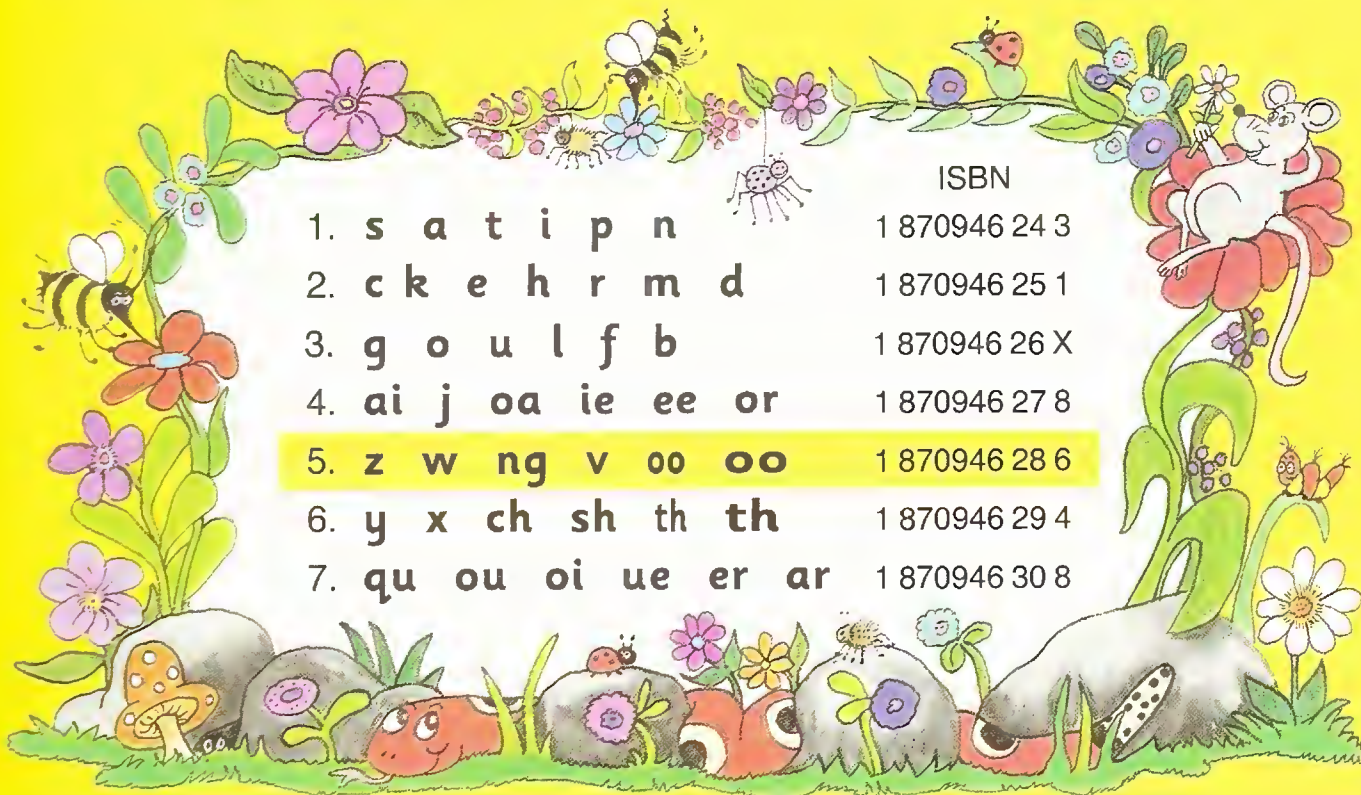 ISBN
1. s a t i p n 1 870946 24 3
2. c k e h r m d 1 870946 25 1
3. g o u l f b 1 870946 26 X
4. ai j oa ie ee or 1 870946 27 8
5. z w ng v oo oo 1 870946 28 6
6. y x ch sh th th 1 870946 29 4
7. qu ou oi ue er ar 1 870946 30 8